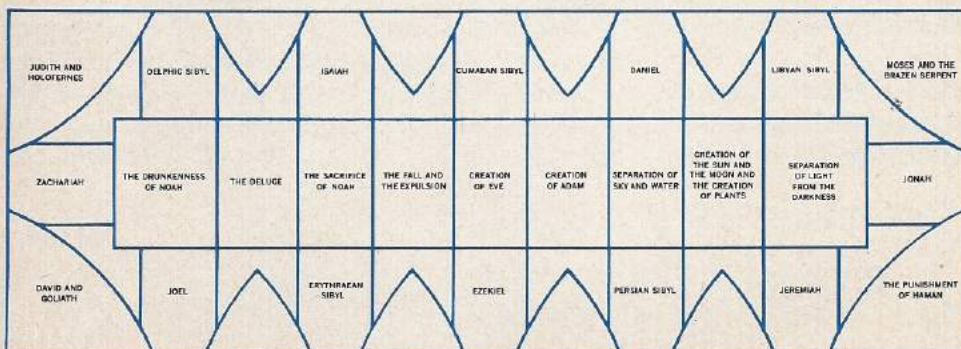 JUDITH AND
HOLOFERNES
DELPHIC SIBYL
ISAIAH
CUMAEAN SIBYL
DANIEL
LIBYAN SIBYL
MOSES AND THE
BRAZEN SERPENT
ZACHARIAH
THE DRUNKENNESS
OF NOAH
THE DELUGE
THE SACRIFICE
OF NOAH
THE FALL AND
THE EXPULSION
CREATION
OF EVE
CREATION
OF ADAM
SEPARATION OF
SKY AND WATER
CREATION OF
THE SUN AND
THE MOON AND
THE CREATION
OF PLANTS
SEPARATION
OF LIGHT
FROM THE
DARKNESS
JONAH
DAVID AND
GOLIATH
JOEL
ERYTHRAEAN
SIBYL
EZEKIEL
PERSIAN SIBYL
JEREMIAH
THE PUNISHMENT
OF HAMAN